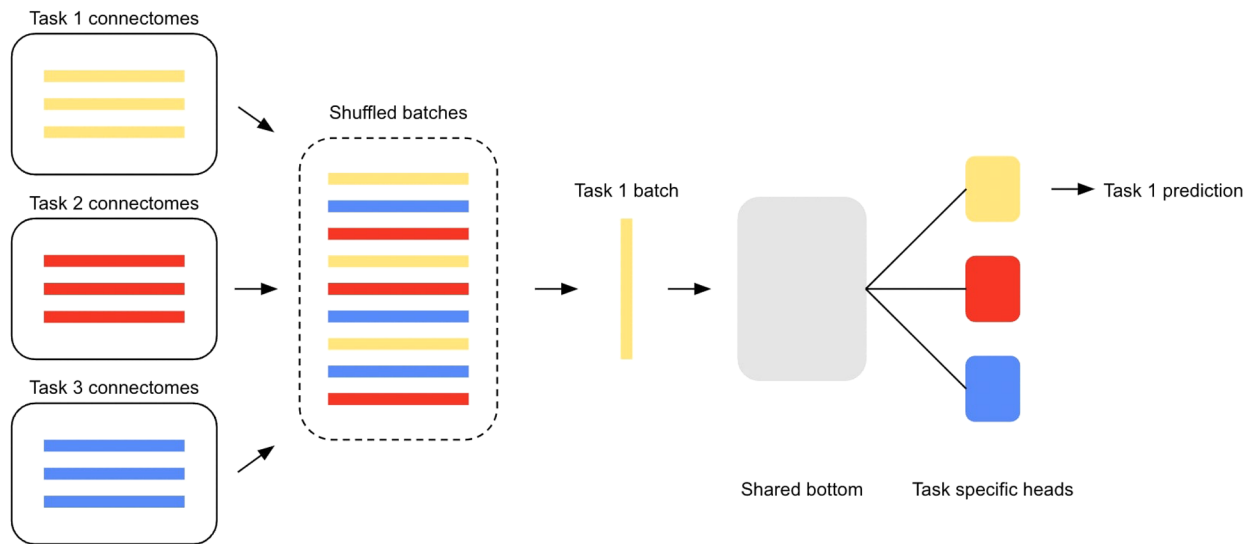 Task 1 connectomes
Task 2 connectomes
Task 3 connectomes
Shuffled batches
Task 1 batch
Shared bottom
Task specific heads
Task 1 prediction